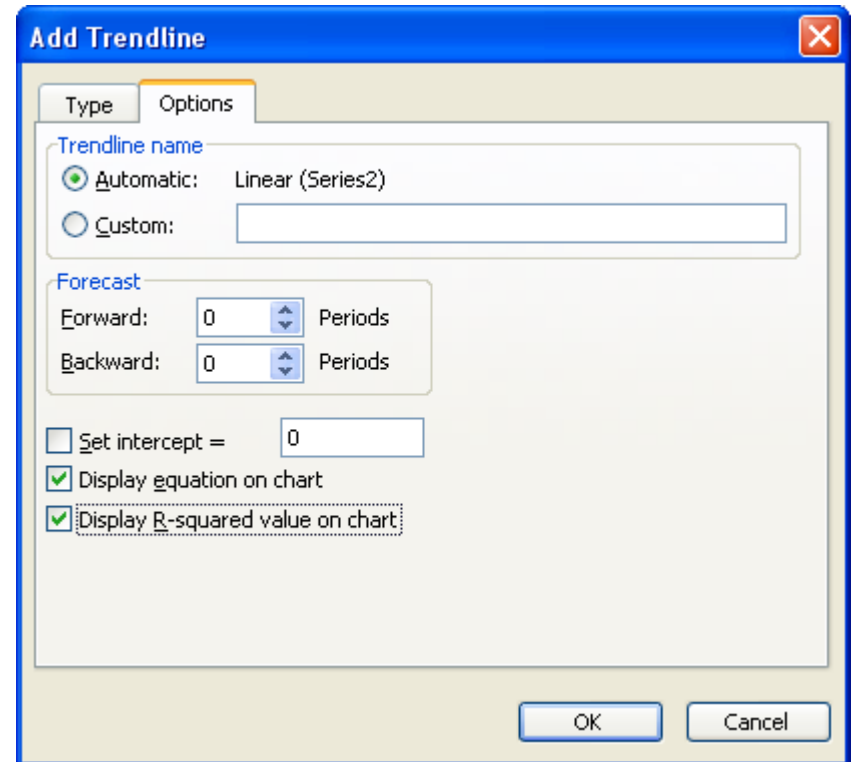 Add Trendline
Type Options
Trendline name
Automatic: Linear (Series2)
Custom:
Forecast
Forward: 0 Periods
Backward: 0 Periods
Set intercept = 0
Display equation on chart
Display R-squared value on chart
OK Cancel